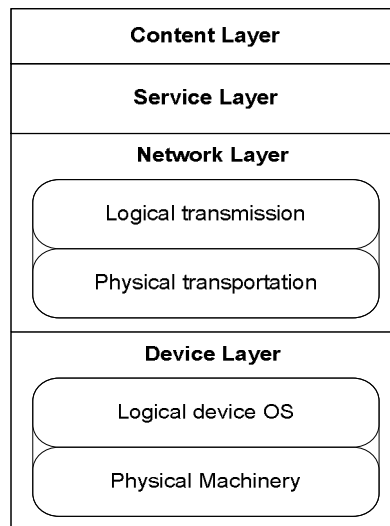 Content Layer
Service Layer
Network Layer
Logical transmission
Physical transportation
Device Layer
Logical device OS
Physical Machinery